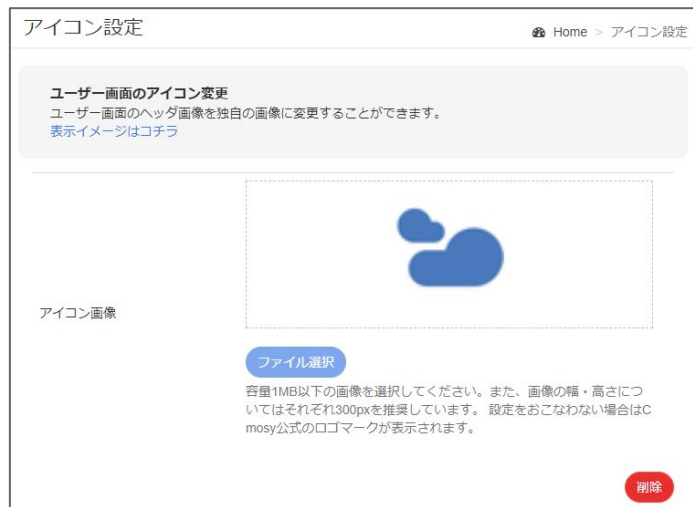 アイコン設定
Home > アイコン設定
ユーザー画面のアイコン変更
ユーザー画面のヘッダ画像を独自の画像に変更することができます。
表示イメージはコチラ
アイコン画像
ファイル選択
容量1MB以下の画像を選択してください。また、画像の幅・高さにつ
いてはそれぞれ300pxを推奨しています。 設定をおこなわない場合はC
mosy公式のロゴマークが表示されます。
削除